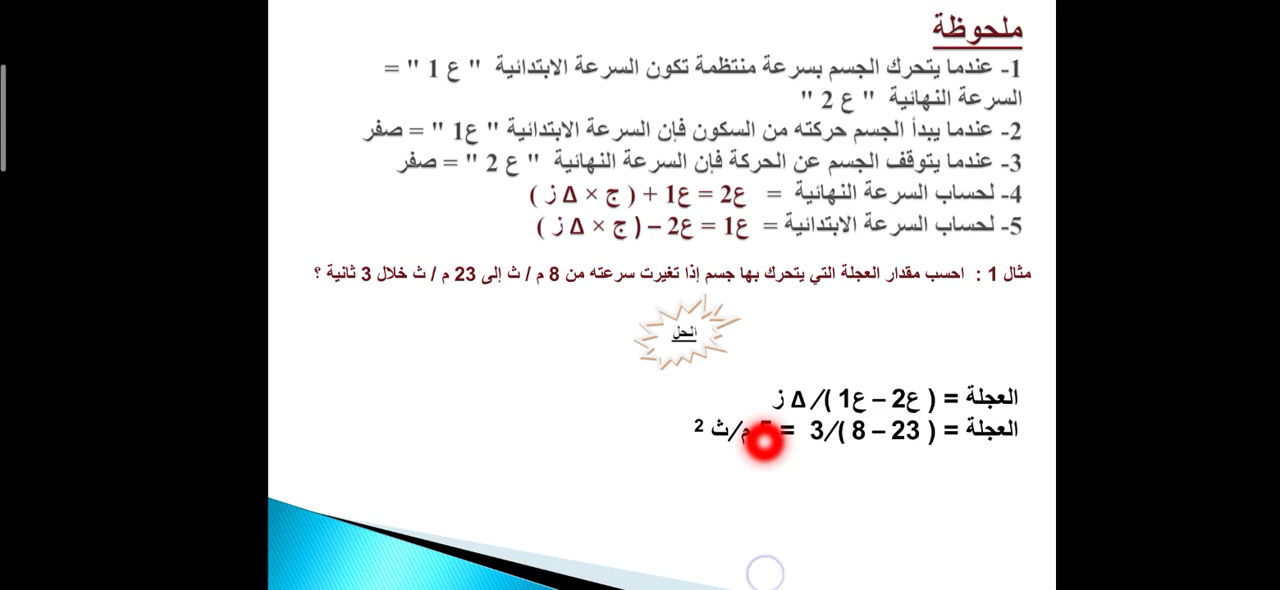 ملحوظة
1- عندما يتحرك الجسم بسرعة منتظمة تكون السرعة الابتدائية " ع 1 " =
السرعة النهائية " ع 2 "
2- عندما يبدأ الجسم حركته من السكون فإن السرعة الابتدائية " ع1 " = صفر
3- عندما يتوقف الجسم عن الحركة فإن السرعة النهائية " ع 2 " = صفر
4- لحساب السرعة النهائية = ع2 = ع1 + ( ج × Δ ز )
5- لحساب السرعة الابتدائية = ع1 = ع2 – ( ج × Δ ز )
مثال 1 : احسب مقدار العجلة التي يتحرك بها جسم إذا تغيرت سرعته من 8 م / ث إلى 23 م / ث خلال 3 ثانية ؟
الحل
العجلة = ( ع2 – ع1 )/ Δ ز
العجلة = ( 23 – 8 )/3 = م/ث 2